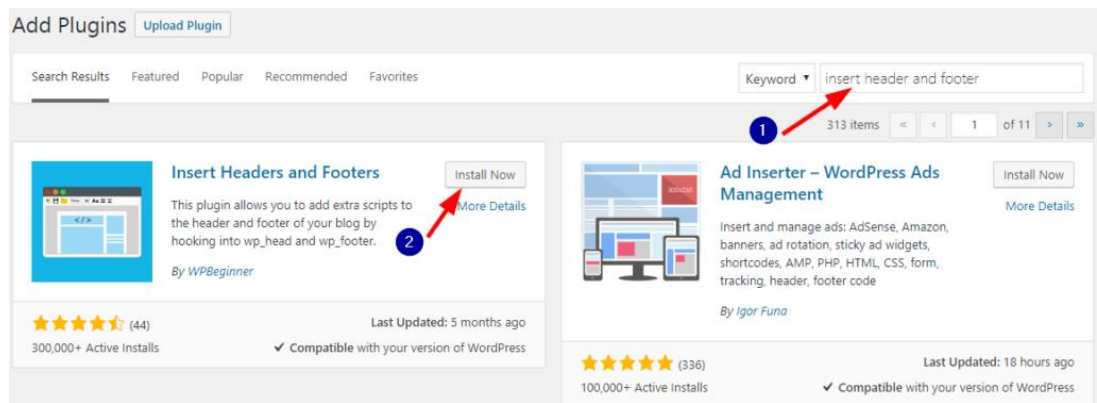 Add Plugins Upload Plugin
Search Results Featured Popular Recommended Favorites Keyword insert header and footer
1
313 items « ‹ 1 of 11 › »
Insert Headers and Footers
Install Now
This plugin allows you to add extra scripts to
the header and footer of your blog by
hooking into wp_head and wp_footer.
More Details
2
By WPBeginner
(44)
Last Updated: 5 months ago
300,000+ Active Installs
✔ Compatible with your version of WordPress
300x250
Ad Inserter – WordPress Ads
Management
Install Now
More Details
Insert and manage ads: AdSense, Amazon,
banners, ad rotation, sticky ad widgets,
shortcodes, AMP, PHP, HTML, CSS, form,
tracking, header, footer code
By Igor Funa
(336)
Last Updated: 18 hours ago
100,000+ Active Installs
✔ Compatible with your version of WordPress